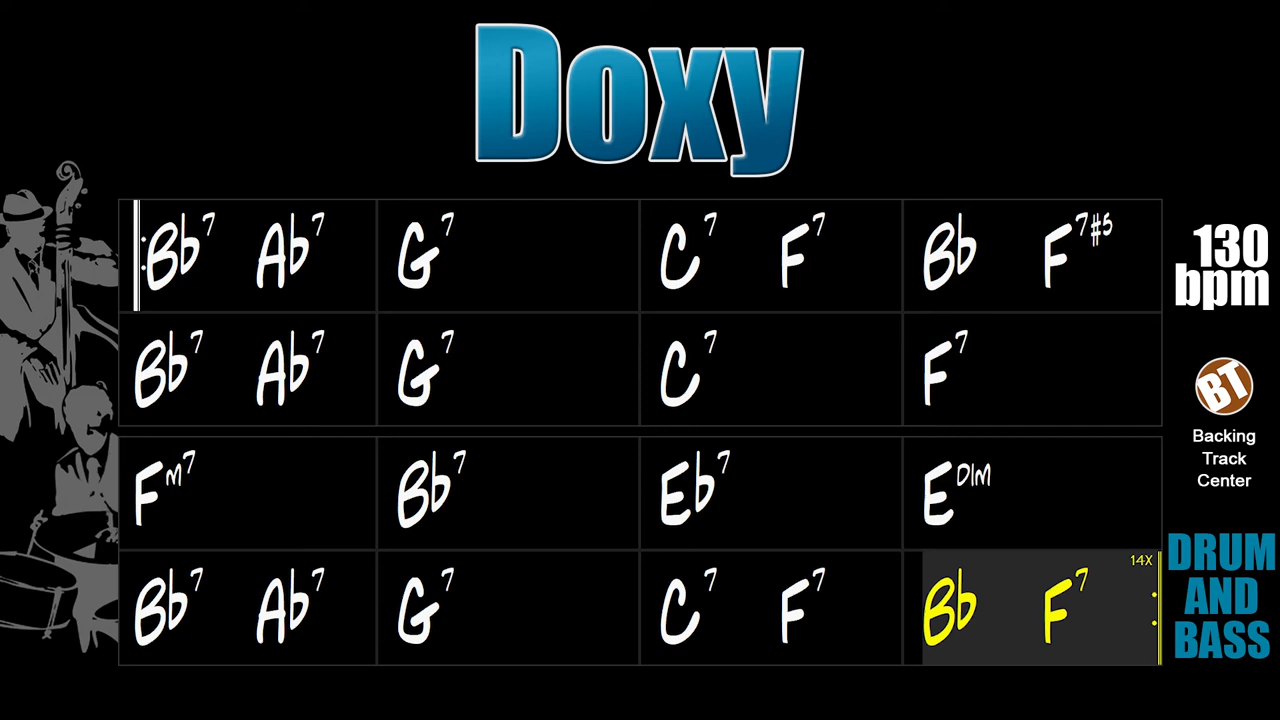 Doxy
Bb7 Ab7 G7 C7 F7 Bb F7#5
Bb7 Ab7 G7 C7 F7
FM7 Bb7 Eb7 EDIM
Bb7 Ab7 G7 C7 F7 Bb F7 14X
130
bpm
BT
Backing
Track
Center
DRUM
AND
BASS